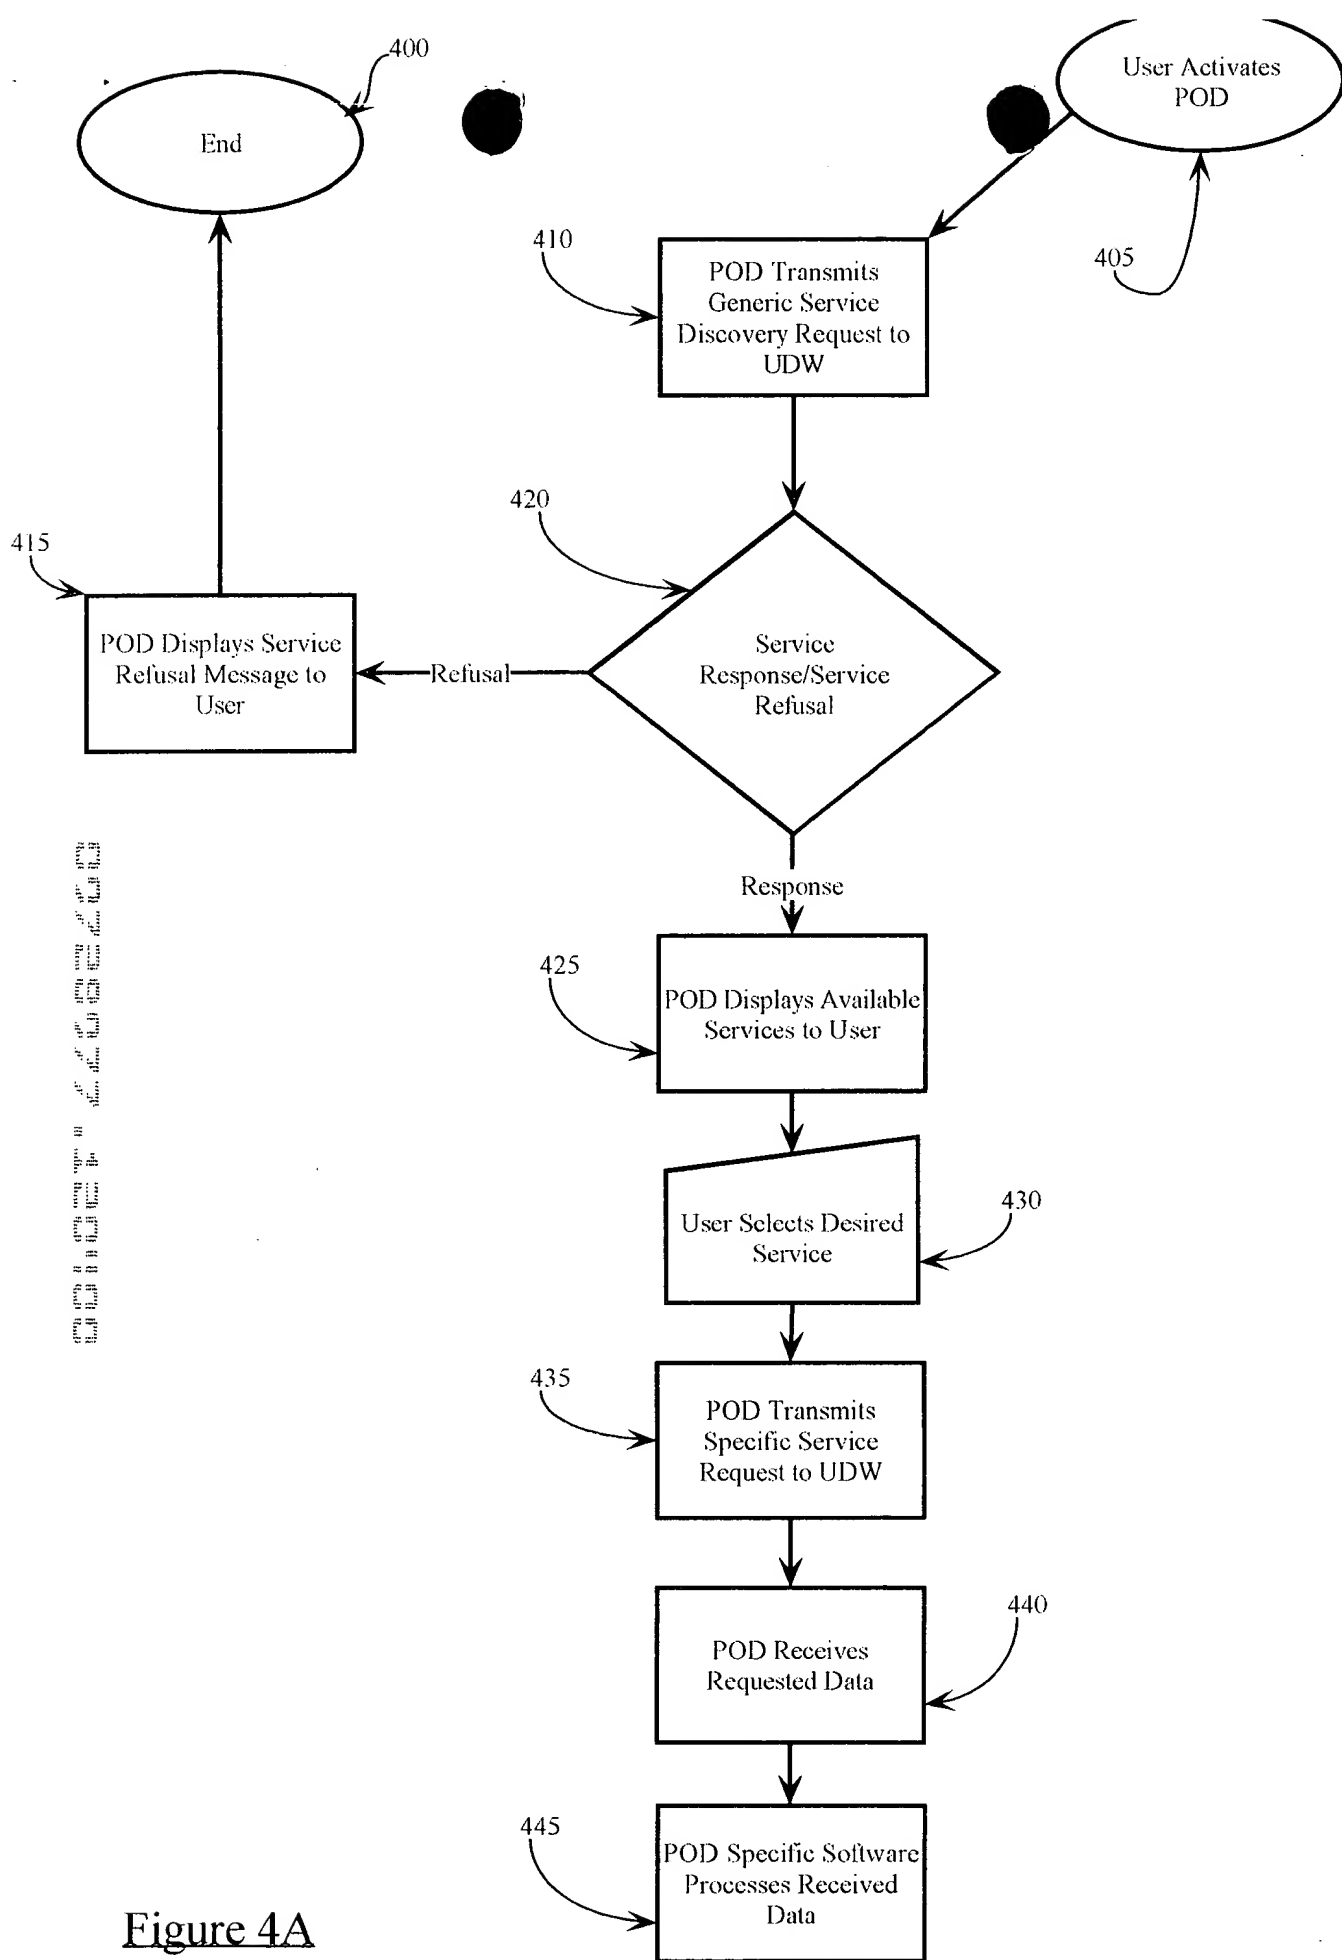 400
User Activates
POD
End
405
410
POD Transmits
Generic Service
Discovery Request to
UDW
420
415
POD Displays Service
Refusal Message to
User
Refusal
Service
Response/Service
Refusal
Response
425
POD Displays Available
Services to User
430
User Selects Desired
Service
435
POD Transmits
Specific Service
Request to UDW
440
POD Receives
Requested Data
445
POD Specific Software
Processes Received
Data
Figure 4A